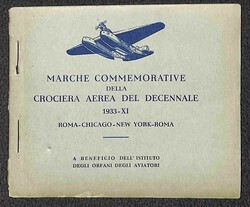 MARCHE COMMEMORATIVE
DELLA
CROCIERA AEREA DEL DECENNALE
1933-XI
ROMA-CHICAGO-NEW YORK-ROMA
A BENEFICIO DELL'ISTITUTO
DEGLI ORFANI DEGLI AVIATORI